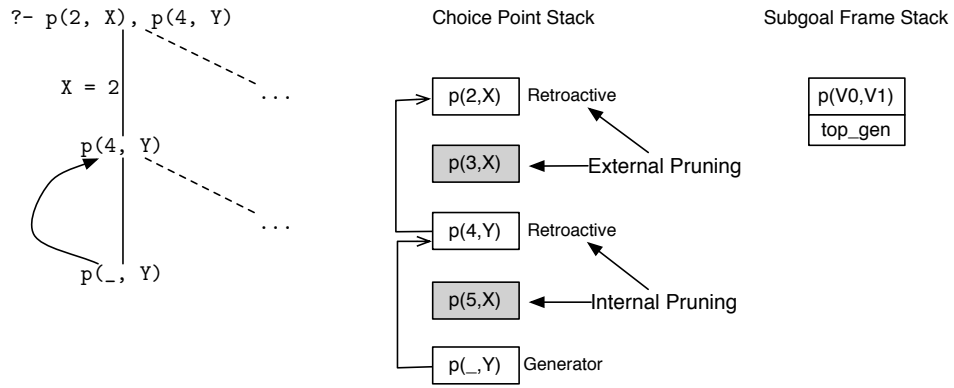 ?- p(2, X), p(4, Y)
X = 2
...
p(4, Y)
...
p(_, Y)
Choice Point Stack
p(2,X) Retroactive
p(3,X) External Pruning
p(4,Y) Retroactive
p(5,X) Internal Pruning
p(_,Y) Generator
Subgoal Frame Stack
p(V0,V1)
top_gen